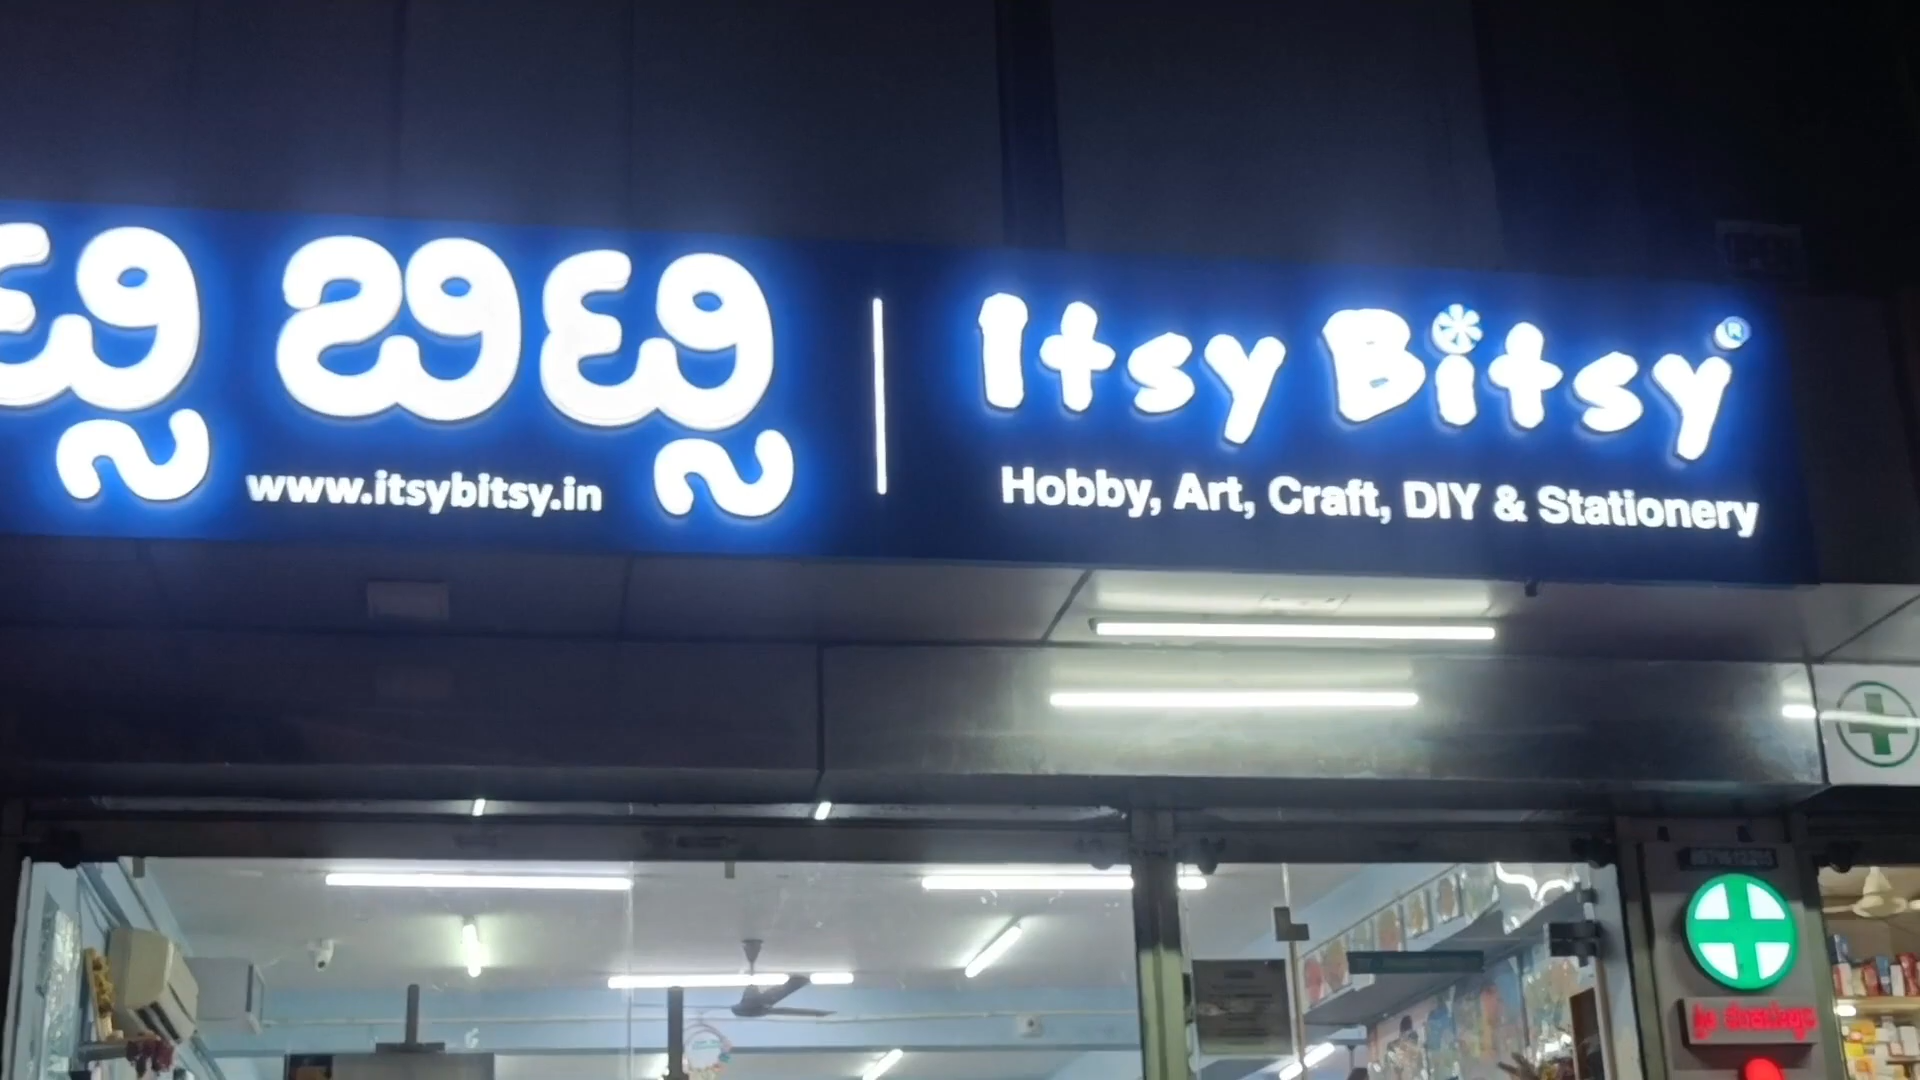 ಟ್ಸಿ ಬಿಟ್ಸಿ
www.itsybitsy.in
Itsy Bitsy®
Hobby, Art, Craft, DIY & Stationery